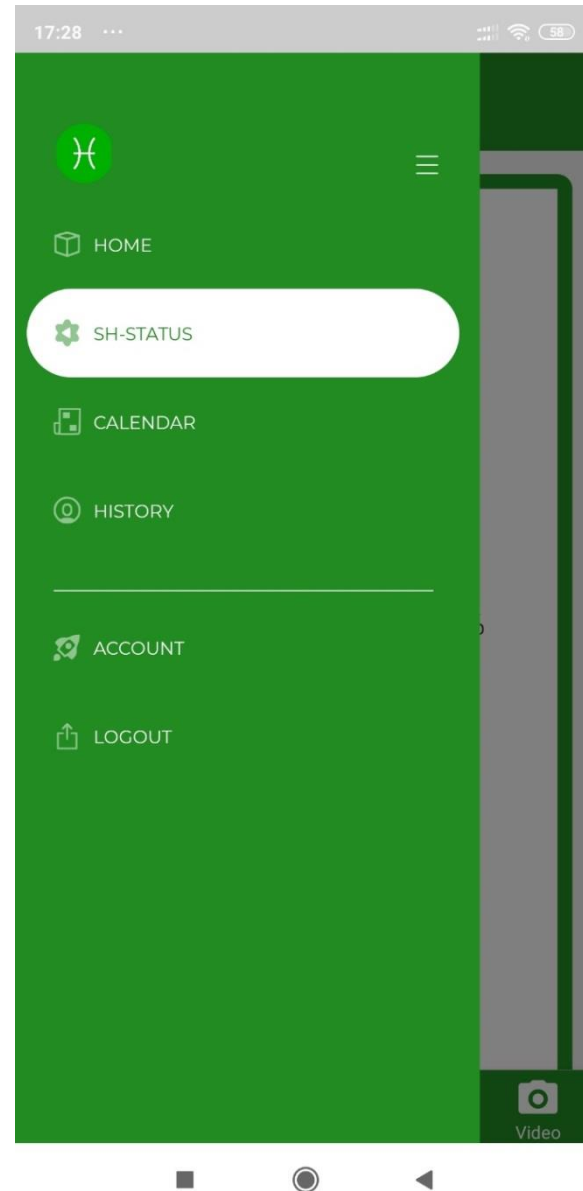 17:28 ...
58
HOME
SH-STATUS
CALENDAR
HISTORY
ACCOUNT
LOGOUT
Video